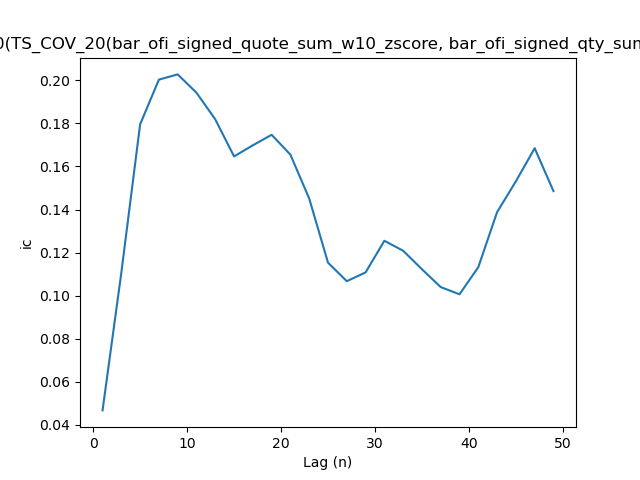 0(TS_COV_20(bar_ofi_signed_quote_sum_w10_zscore, bar_ofi_signed_qty_sum
0.20
0.18
0.16
0.14
0.12
0.10
0.08
0.06
0.04
ic
0 10 20 30 40 50
Lag (n)